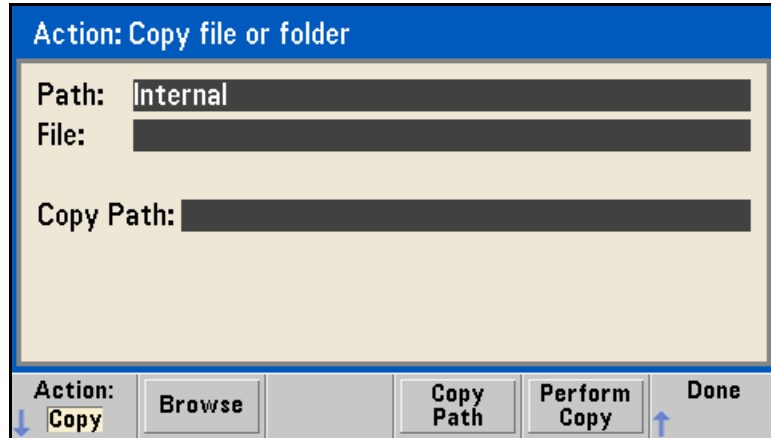 Action: Copy file or folder
Path: Internal
File:
Copy Path:
Action: Copy
Browse
Copy Path
Perform Copy
Done